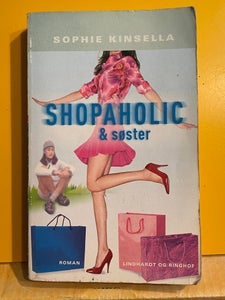 SOPHIE KINSELLA
SHOPAHOLIC
& søster
ROMAN
LINDHARDT OG RINGHOF